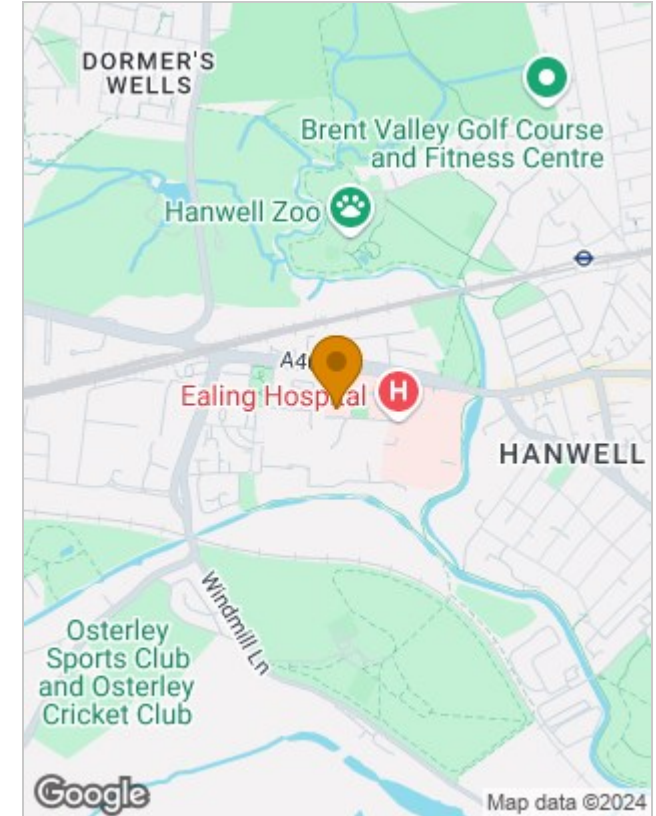 DORMER'S
WELLS
Brent Valley Golf Course
and Fitness Centre
Hanwell Zoo
Ealing Hospital
H
HANWELL
Windmill Ln
Osterley
Sports Club
and Osterley
Cricket Club
Google
Map data ©2024